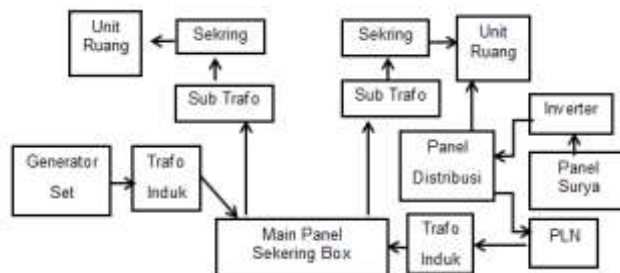 Unit
Ruang
Sekring
Sekring
Unit
Ruang
Sub Trafo
Sub Trafo
Inverter
Generator
Set
Trafo
Induk
Panel
Distribusi
Panel
Surya
Main Panel
Sekering Box
Trafo
Induk
PLN